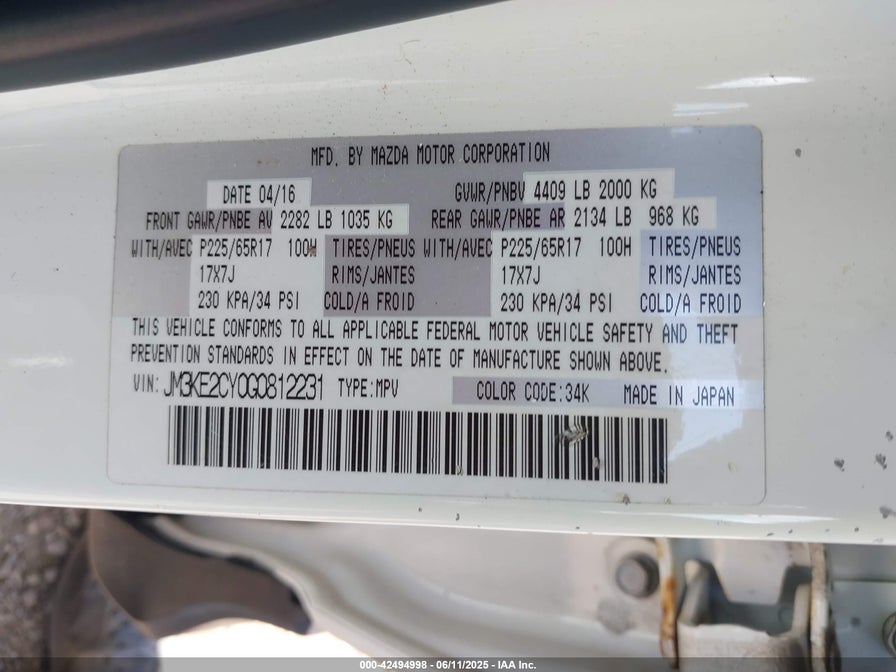 MFD. BY MAZDA MOTOR CORPORATION
DATE 04/16 GVWR/PNBV 4409 LB 2000 KG
FRONT GAWR/PNBE AV 2282 LB 1035 KG REAR GAWR/PNBE AR 2134 LB 968 KG
WITH/AVEC P225/65R17 100H TIRES/PNEUS WITH/AVEC P225/65R17 100H TIRES/PNEUS
17X7J RIMS/JANTES 17X7J RIMS/JANTES
230 KPA/34 PSI COLD/A FROID 230 KPA/34 PSI COLD/A FROID
THIS VEHICLE CONFORMS TO ALL APPLICABLE FEDERAL MOTOR VEHICLE SAFETY AND THEFT
PREVENTION STANDARDS IN EFFECT ON THE DATE OF MANUFACTURE SHOWN ABOVE.
VIN: JM3KE2CY0G0812231 TYPE:MPV COLOR CODE:34K MADE IN JAPAN
000-42494998 - 06/11/2025 - IAA Inc.